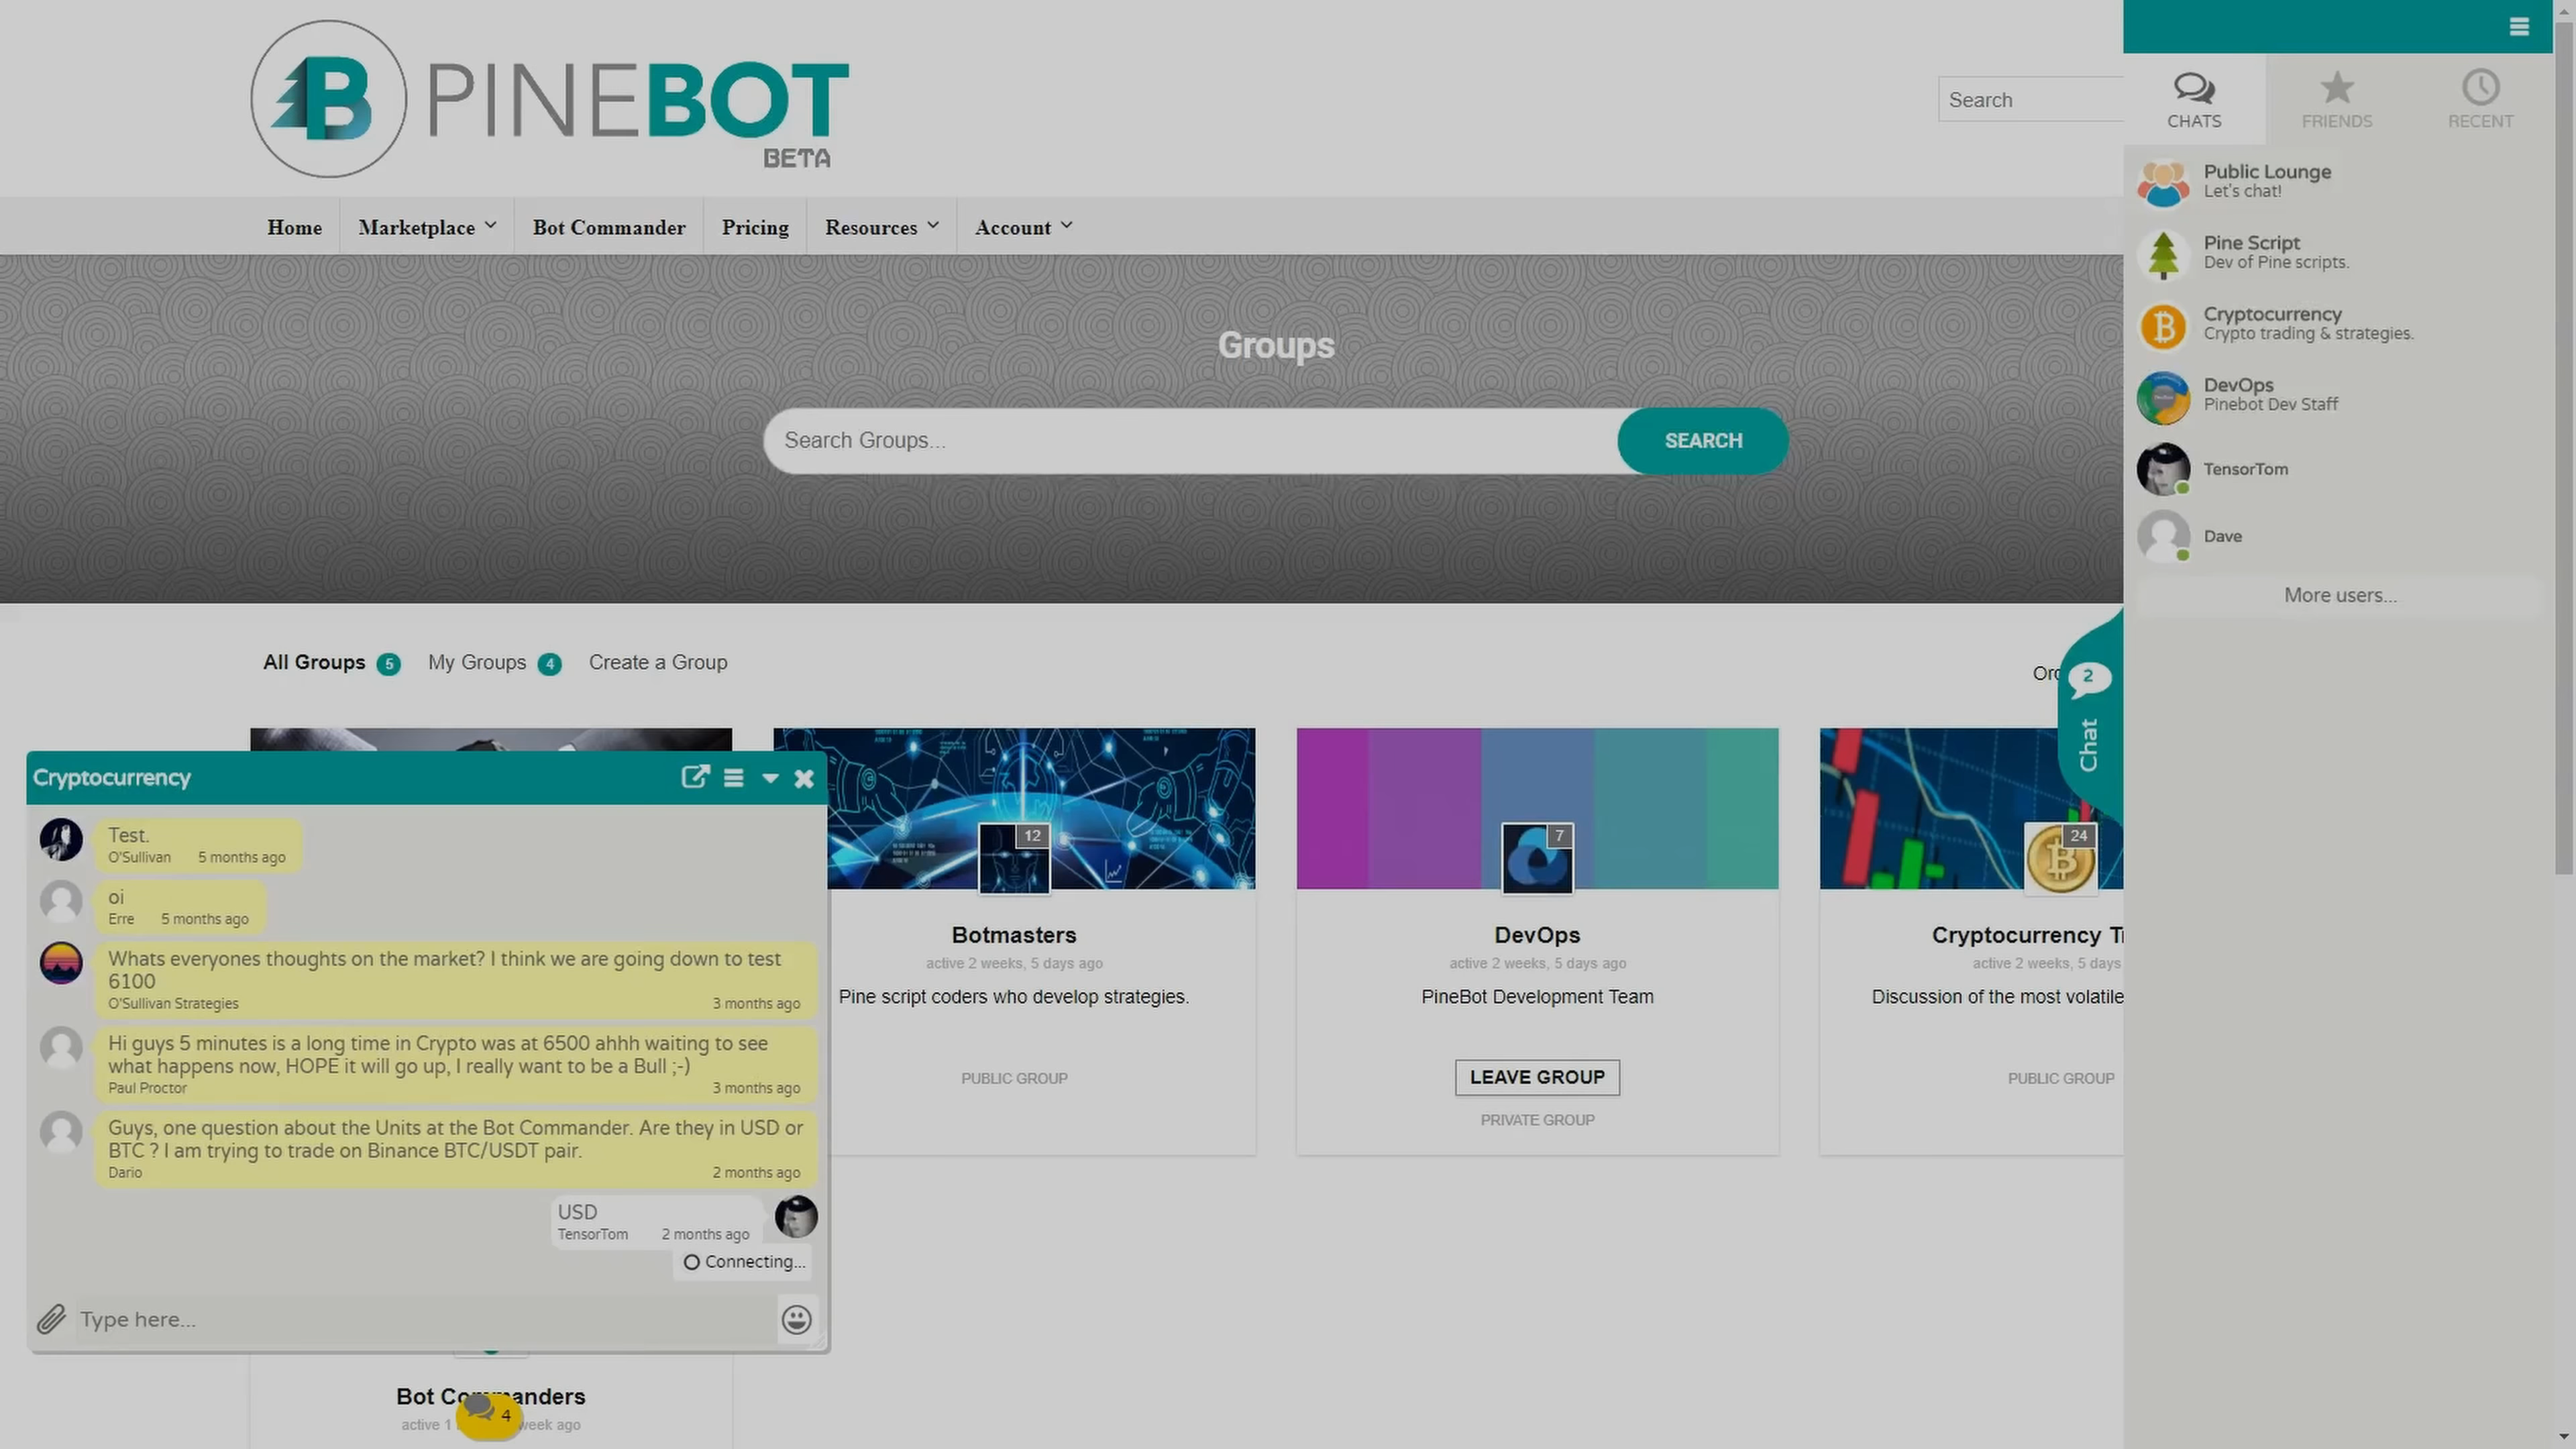 PINEBOT
BETA
Search
Home
Marketplace
Bot Commander
Pricing
Resources
Account
Groups
Search Groups...
SEARCH
All Groups 5
My Groups 4
Create a Group
12
Botmasters
active 2 weeks, 5 days ago
Pine script coders who develop strategies.
PUBLIC GROUP
7
DevOps
active 2 weeks, 5 days ago
PineBot Development Team
LEAVE GROUP
PRIVATE GROUP
24
Cryptocurrency
active 2 weeks, 5 days
Discussion of the most volatile
PUBLIC GROUP
Cryptocurrency
Test.
O'Sullivan 5 months ago
oi
Erre 5 months ago
Whats everyones thoughts on the market? I think we are going down to test
6100
O'Sullivan Strategies 3 months ago
Hi guys 5 minutes is a long time in Crypto was at 6500 ahhh waiting to see
what happens now, HOPE it will go up, I really want to be a Bull ;-)
Paul Proctor 3 months ago
Guys, one question about the Units at the Bot Commander. Are they in USD or
BTC ? I am trying to trade on Binance BTC/USDT pair.
Dario 2 months ago
USD
TensorTom 2 months ago
Connecting...
Type here...
Bot
active 1 week ago
4
2
Chat
CHATS
FRIENDS
RECENT
Public Lounge
Let's chat!
Pine Script
Dev of Pine scripts.
Cryptocurrency
Crypto trading & strategies.
DevOps
Pinebot Dev Staff
TensorTom
Dave
More users...